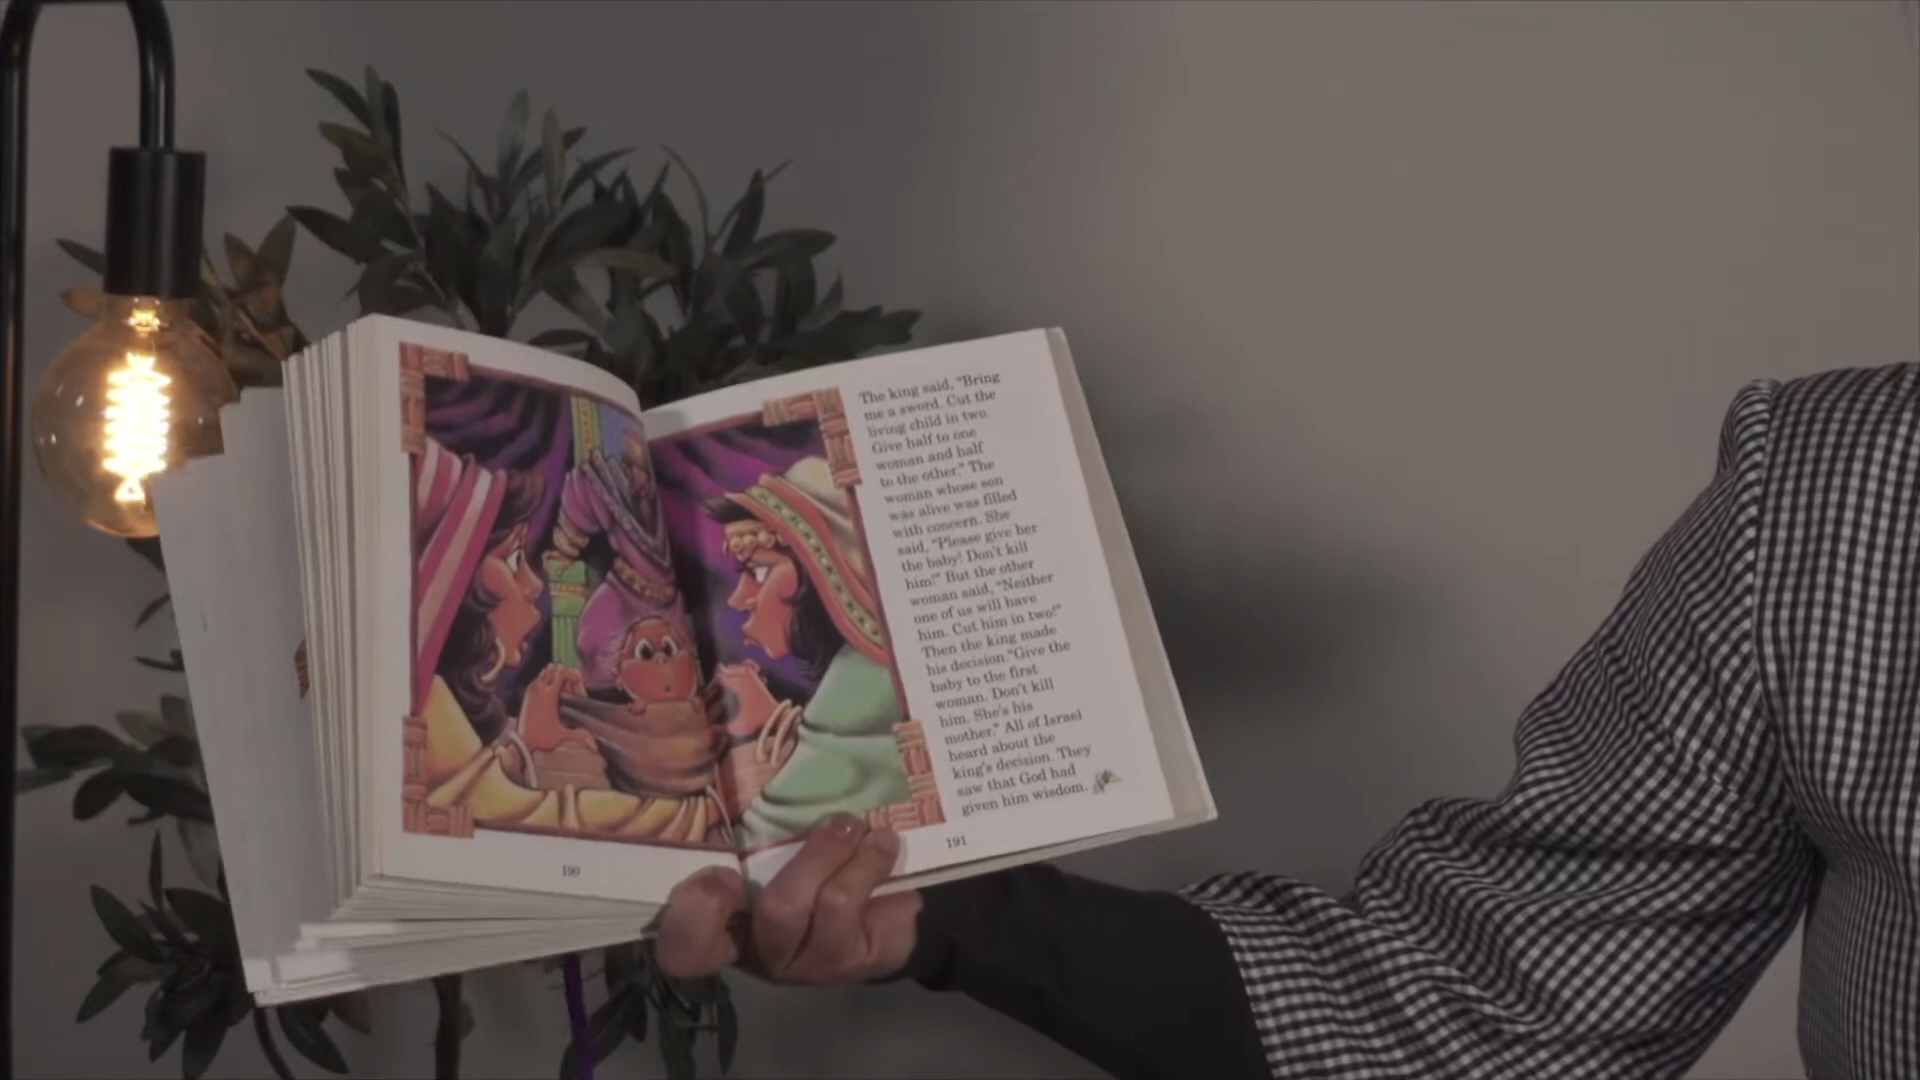 The king said, "Bring
me a sword. Cut the
living child in two.
Give half to one
woman and half
to the other." The
woman whose son
was alive was filled
with concern. She
said, "Please give her
the baby! Don't kill
him!" But the other
woman said, "Neither
one of us will have
him. Cut him in two!"
Then the king made
his decision."Give the
baby to the first
woman. Don't kill
him. She's his
mother." All of Israel
heard about the
king's decision. They
saw that God had
given him wisdom.
190
191